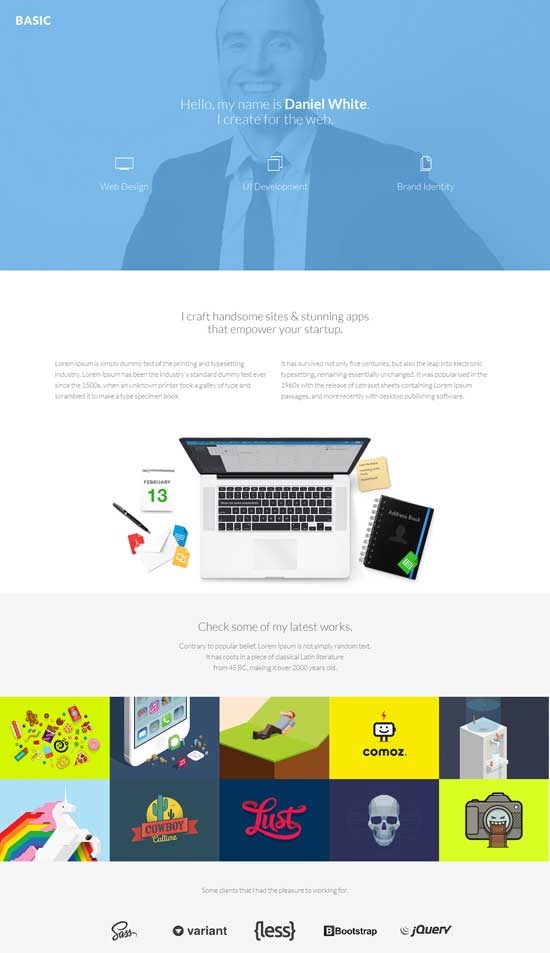 BASIC
Hello, my name is Daniel White.
I create for the web.
Web Design
UI Development
Brand Identity
I craft handsome sites & stunning apps
that empower your startup.
Lorem Ipsum is simply dummy text of the printing and typesetting
industry. Lorem Ipsum has been the industry's standard dummy text ever
since the 1500s, when an unknown printer took a galley of type and
scrambled it to make a type specimen book.
It has survived not only five centuries, but also the leap into electronic
typesetting, remaining essentially unchanged. It was popularised in the
1960s with the release of Letraset sheets containing Lorem Ipsum
passages, and more recently with desktop publishing software.
FEBRUARY
13
Address Book
Check some of my latest works.
Contrary to popular belief, Lorem Ipsum is not simply random text.
It has roots in a piece of classical Latin literature
from 45 BC, making it over 2000 years old.
comoz.
COWBOY
Culture
Lust
Some clients that I had the pleasure to working for.
Sass
variant
{less}
B Bootstrap
jQuery